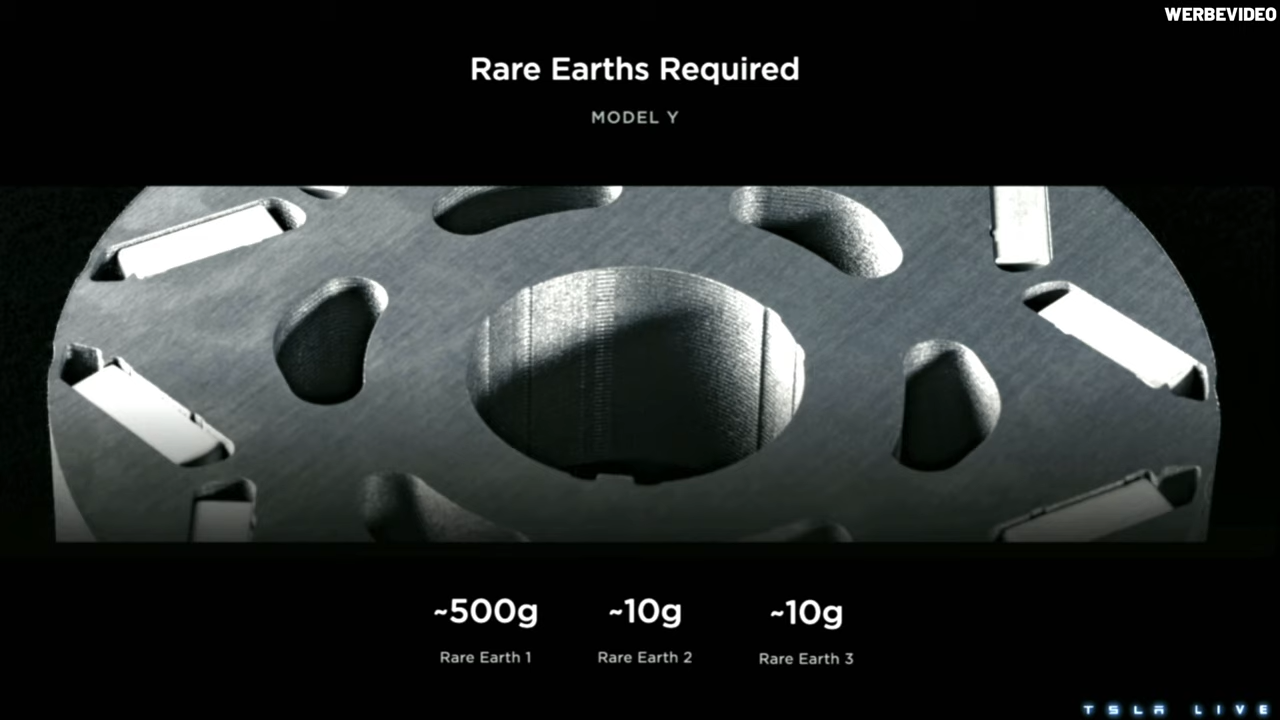 WERBEVIDEO
Rare Earths Required
MODEL Y
~500g ~10g ~10g
Rare Earth 1 Rare Earth 2 Rare Earth 3
TSLA LIVE